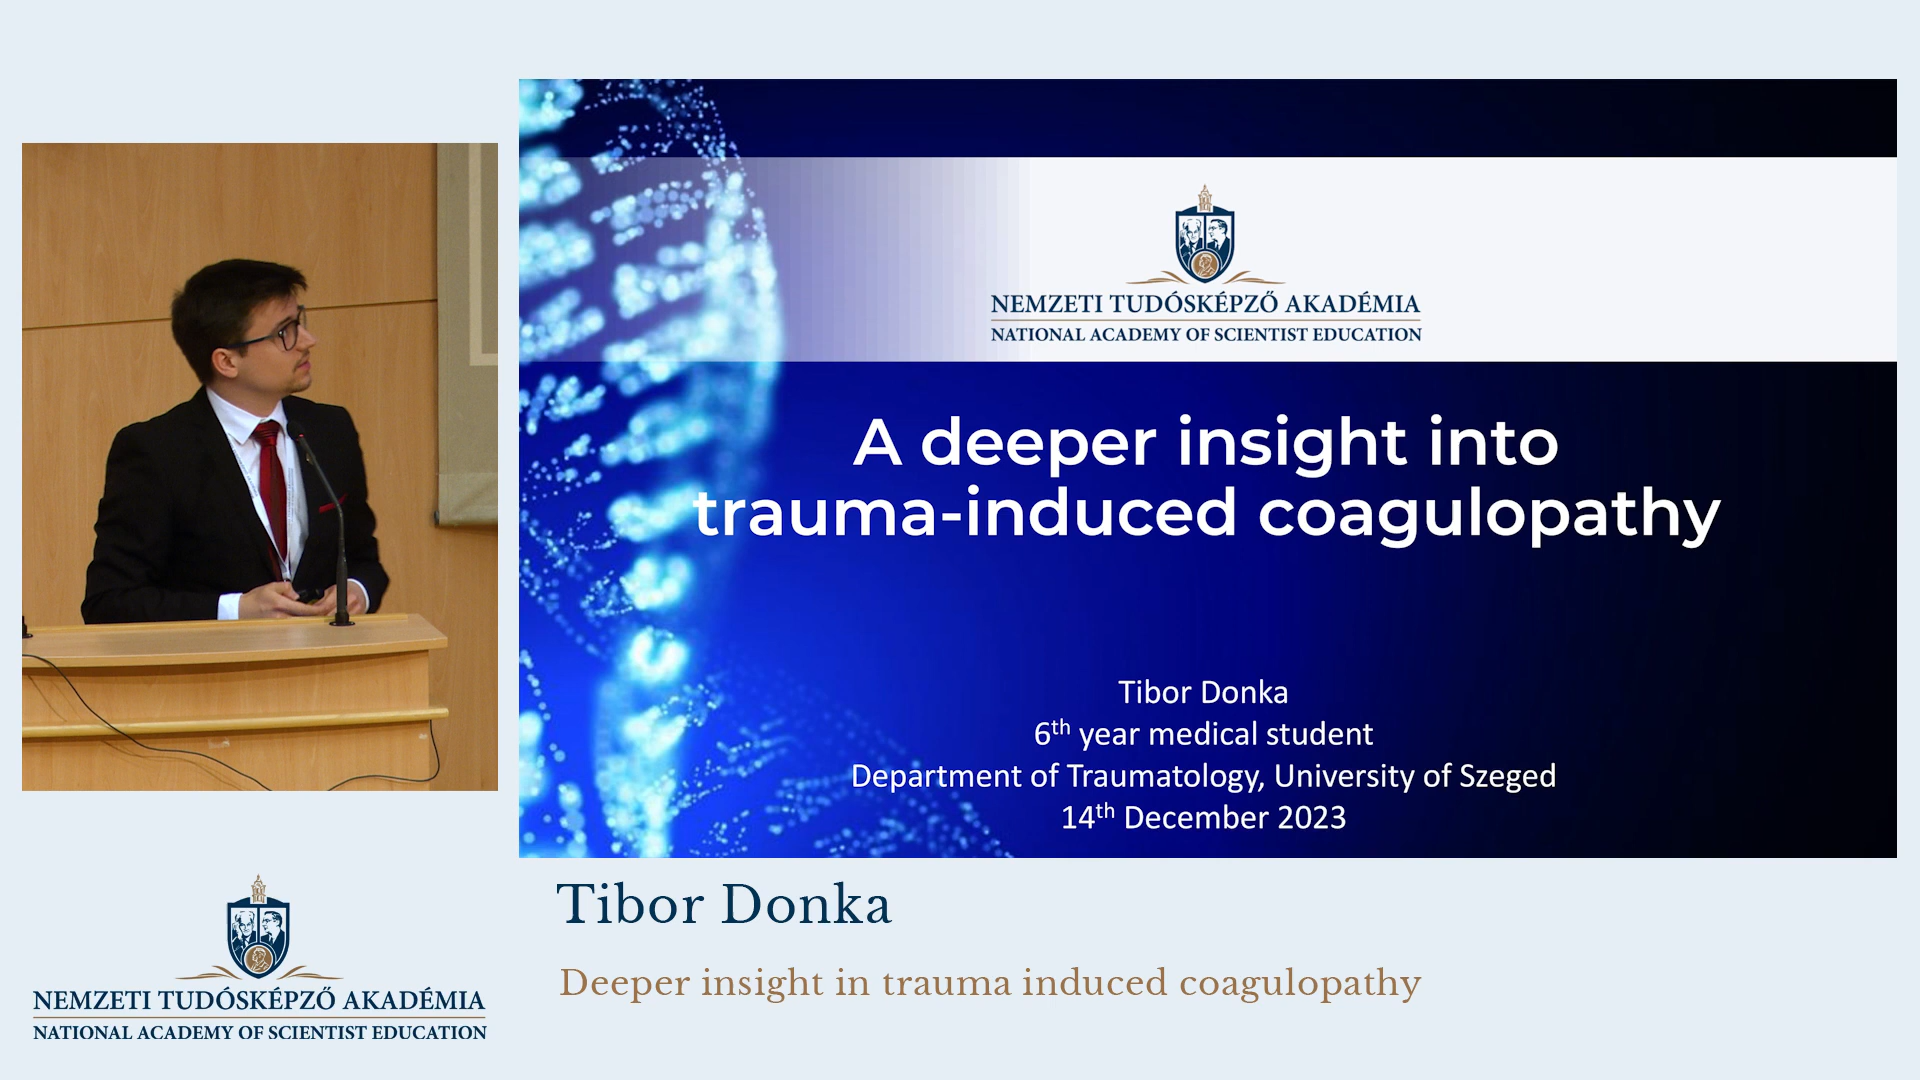 NEMZETI TUDÓSKÉPZŐ AKADÉMIA
NATIONAL ACADEMY OF SCIENTIST EDUCATION
A deeper insight into
trauma-induced coagulopathy
Tibor Donka
6th year medical student
Department of Traumatology, University of Szeged
14th December 2023
Tibor Donka
Deeper insight in trauma induced coagulopathy
NEMZETI TUDÓSKÉPZŐ AKADÉMIA
NATIONAL ACADEMY OF SCIENTIST EDUCATION